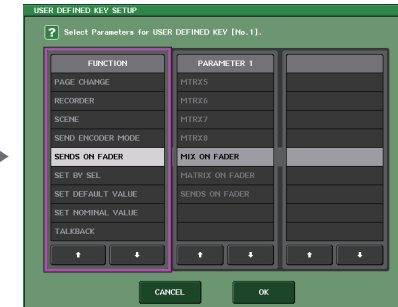 USER DEFINED KEY SETUP
? Select Parameters for USER DEFINED KEY [No.1].
FUNCTION
PAGE CHANGE
RECORDER
SCENE
SEND ENCODER MODE
SENDS ON FADER
SET BY SEL
SET DEFAULT VALUE
SET NOMINAL VALUE
TALKBACK
PARAMETER 1
MTRX5
MTRX6
MTRX7
MTRX8
MIX ON FADER
MATRIX ON FADER
SENDS ON FADER
CANCEL
OK